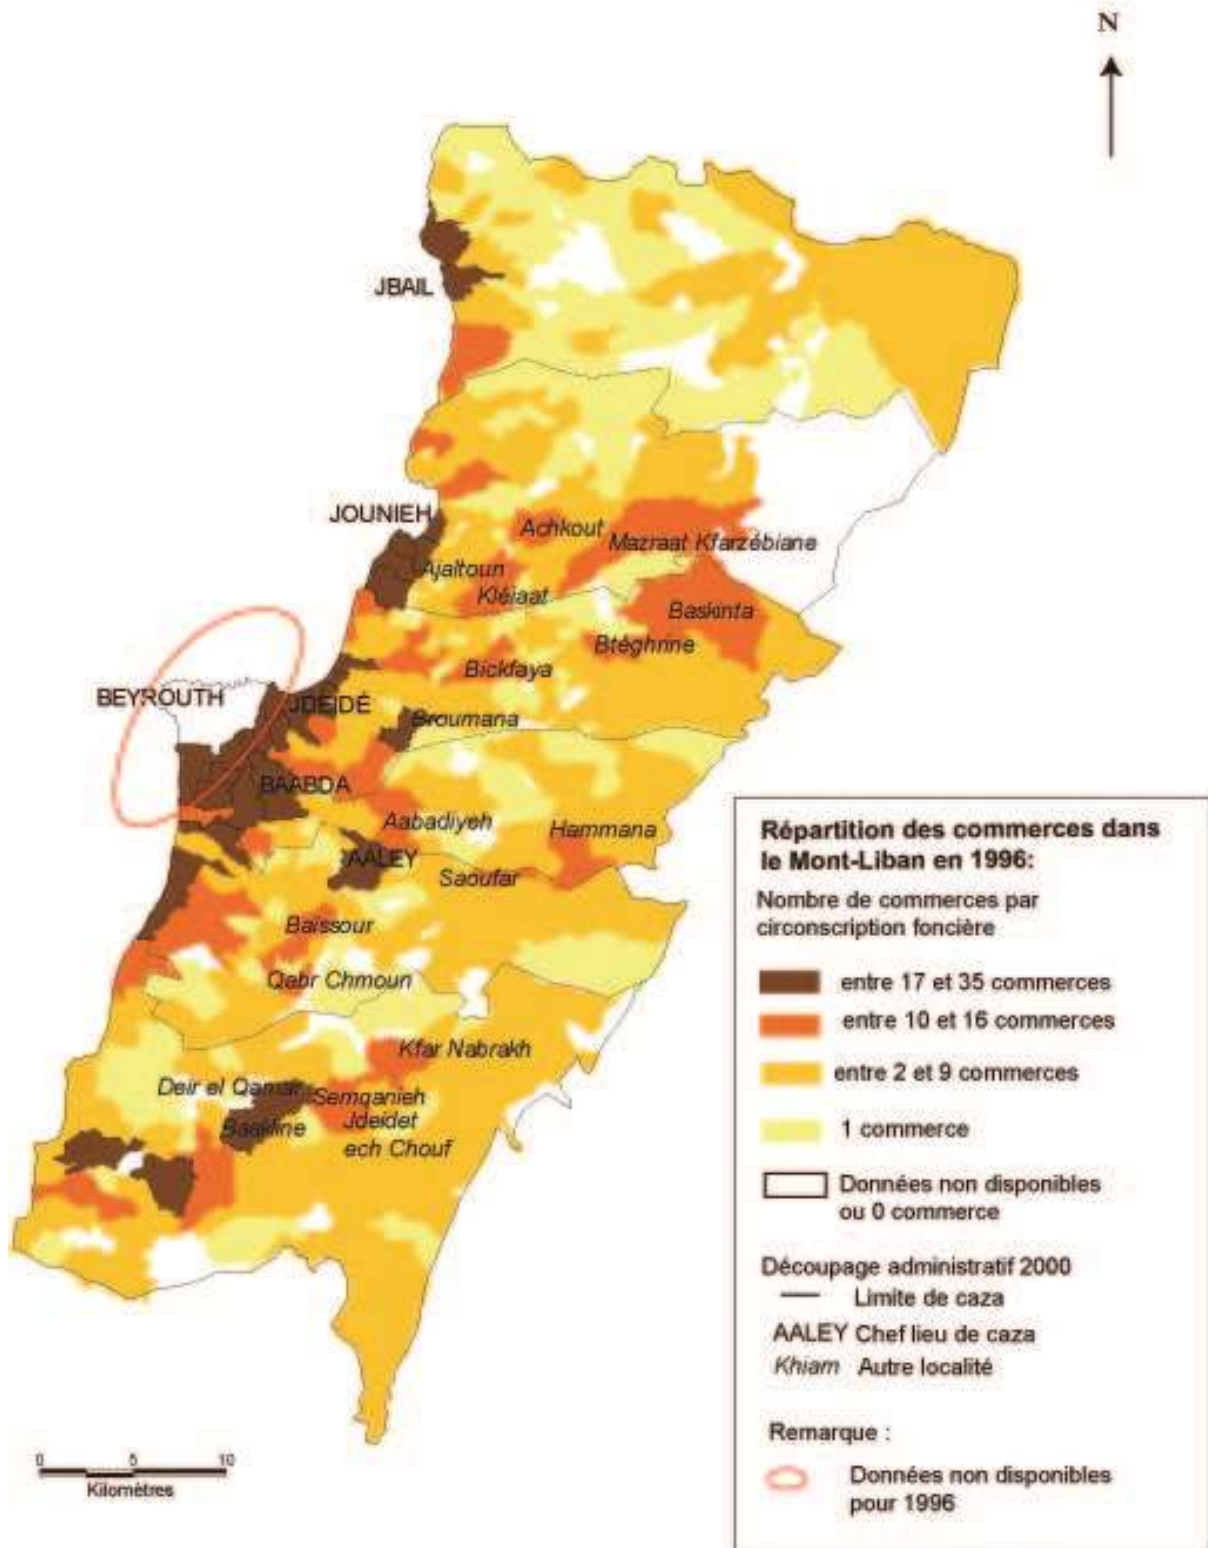 N
JBAIL
JOUNIEH
Achkout
Mazraat Kfarzébiane
Ajaltoun
Kléiaat
Baskinta
Btéghrine
Bickfaya
BEYROUTH
JDEIDÉ
Broumana
BAABDA
Aabadiyeh
Hammana
AALEY
Saoufar
Baïssour
Qabr Chmoun
Kfar Nabrakh
Deir el Qamar
Semqanieh
Baakline
Jdeidet
ech Chouf
0 5 10
Kilomètres
Répartition des commerces dans
le Mont-Liban en 1996:
Nombre de commerces par
circonscription foncière
entre 17 et 35 commerces
entre 10 et 16 commerces
entre 2 et 9 commerces
1 commerce
Données non disponibles
ou 0 commerce
Découpage administratif 2000
Limite de caza
AALEY Chef lieu de caza
Khiam Autre localité
Remarque :
Données non disponibles
pour 1996